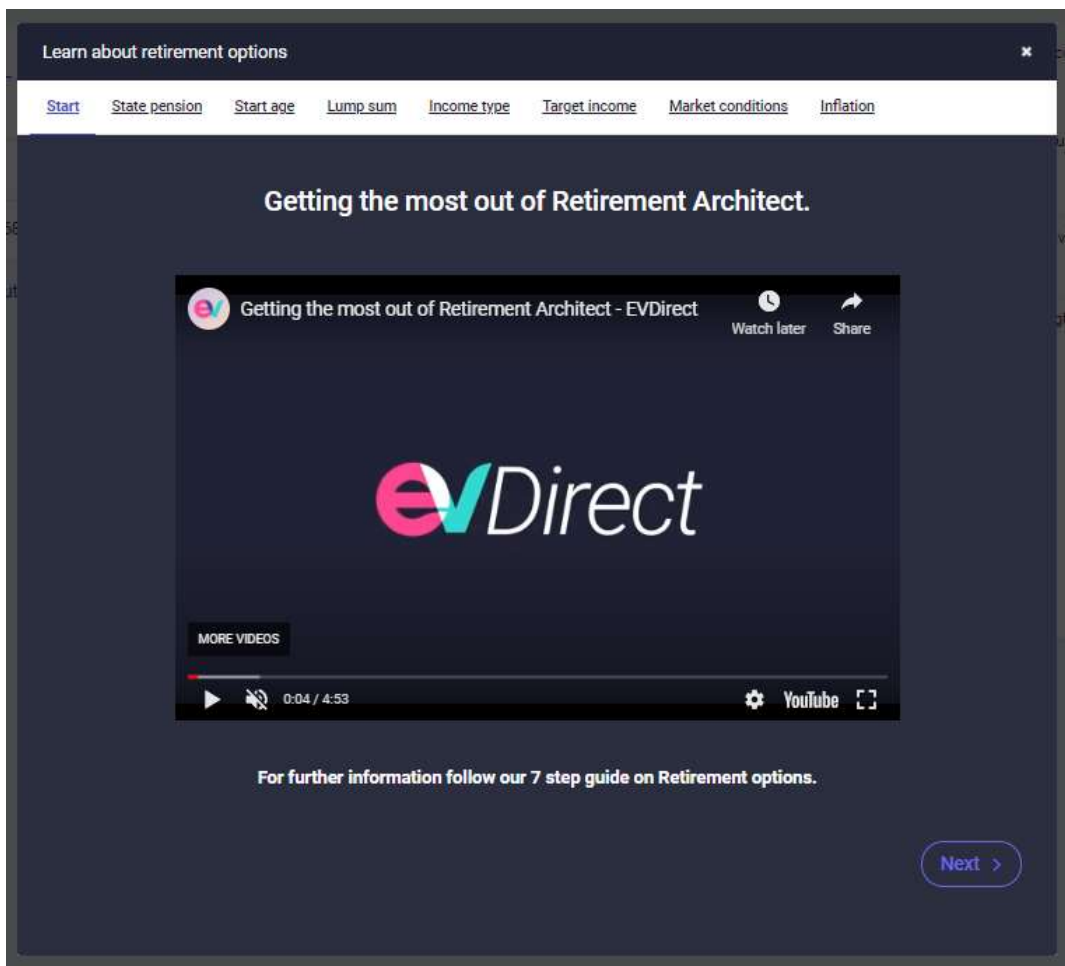 Learn about retirement options
Start State pension Start age Lump sum Income type Target income Market conditions Inflation
Getting the most out of Retirement Architect.
ev Getting the most out of Retirement Architect - EVDirect
Watch later Share
evDirect
MORE VIDEOS
0:04 / 4:53 YouTube
For further information follow our 7 step guide on Retirement options.
Next >